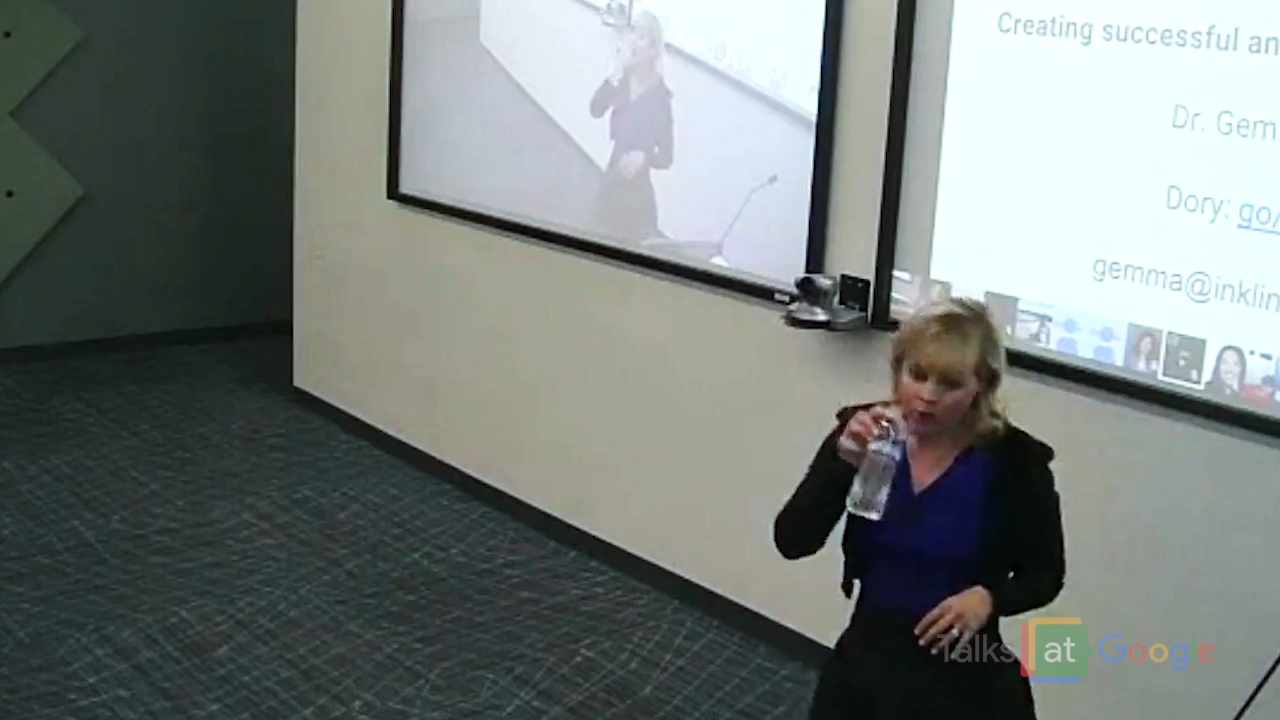 Creating successful an
Dr. Gem
Dory: go/
gemma@inklin
Talks at Google